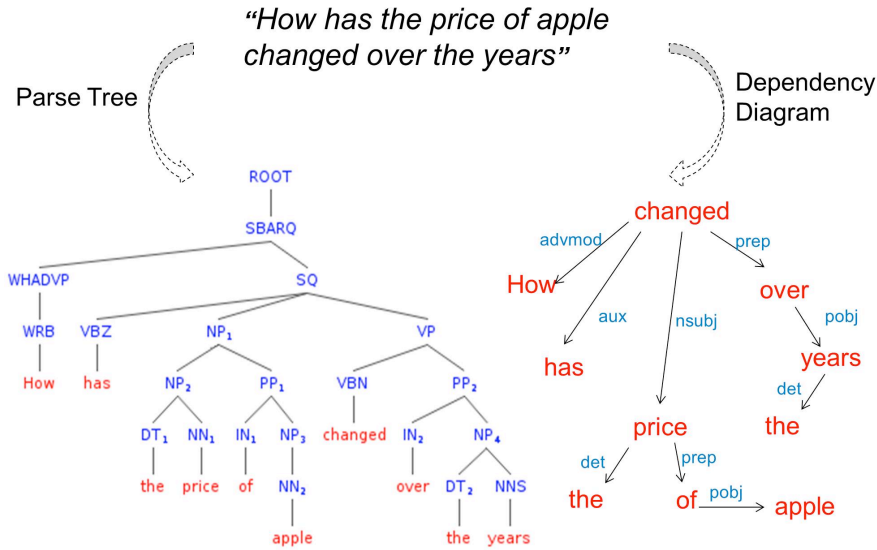 “How has the price of apple
changed over the years”
Parse Tree
Dependency
Diagram
ROOT
SBARQ
WHADVP SQ
WRB VBZ NP₁ VP
How has NP₂ PP₁ VBN PP₂
DT₁ NN₁ IN₁ NP₃ changed IN₂ NP₄
the price of NN₂ over DT₂ NNS
apple the years
changed
advmod prep
How over
aux nsubj pobj
has years
det
price the
det prep
the of pobj apple